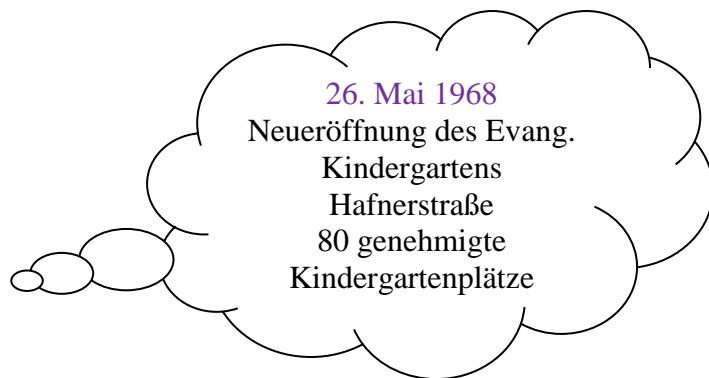 26. Mai 1968
Neueröffnung des Evang.
Kindergartens
Hafnerstraße
80 genehmigte
Kindergartenplätze